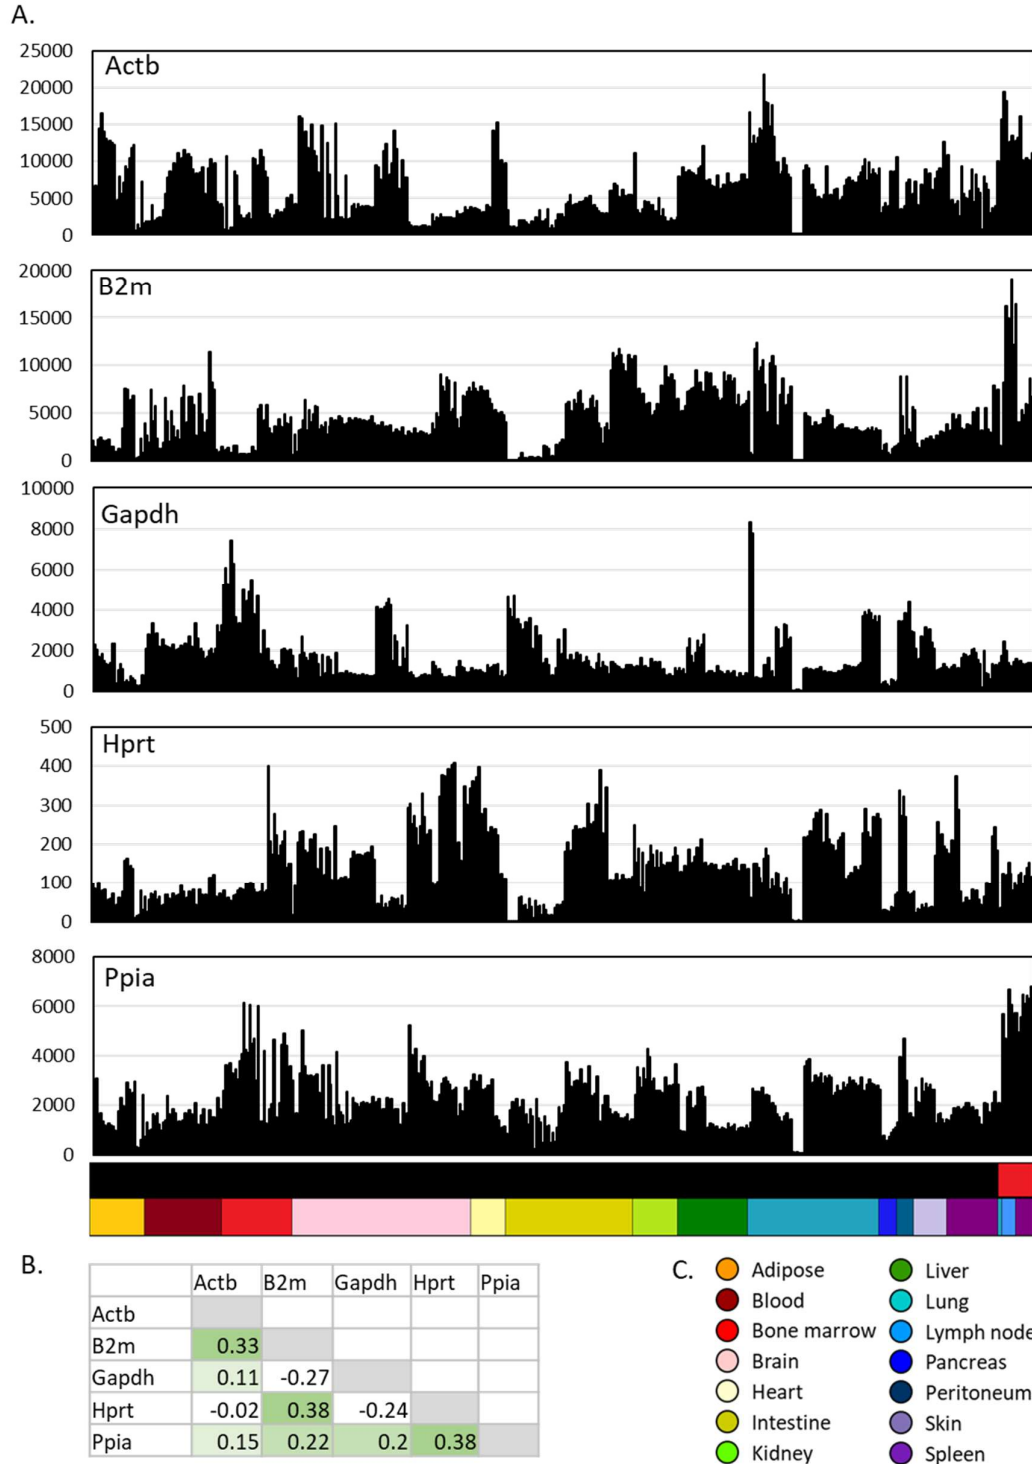 A.
25000
20000
15000
10000
5000
0
Actb
20000
15000
10000
5000
0
B2m
10000
8000
6000
4000
2000
0
Gapdh
500
400
300
200
100
0
Hprt
8000
6000
4000
2000
0
Ppia
B.
Actb B2m Gapdh Hprt Ppia
Actb
B2m 0.33
Gapdh 0.11 -0.27
Hprt -0.02 0.38 -0.24
Ppia 0.15 0.22 0.2 0.38
C.
Adipose
Blood
Bone marrow
Brain
Heart
Intestine
Kidney
Liver
Lung
Lymph node
Pancreas
Peritoneum
Skin
Spleen